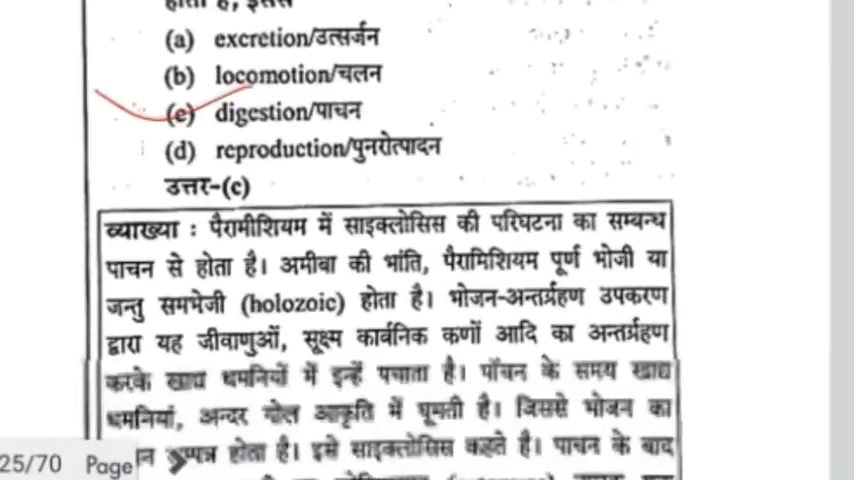 (a) excretion/उत्सर्जन
(b) locomotion/चलन
(c) digestion/पाचन
(d) reproduction/पुनरोत्पादन
उत्तर-(c)
व्याख्या : पैरामीशियम में साइक्लोसिस की परिघटना का सम्बन्ध
पाचन से होता है। अमीबा की भांति, पैरामिशियम पूर्ण भोजी या
जन्तु समभेजी (holozoic) होता है। भोजन-अन्तर्ग्रहण उपकरण
द्वारा यह जीवाणुओं, सूक्ष्म कार्वनिक कणों आदि का अन्तर्ग्रहण
करके खाद्य धमनियों में इन्हें पचाता है। पाँचन के समय खाद्य
धमनियां, अन्दर गोल आकृति में घूमती है। जिससे भोजन का
होता है। इसे साइक्लोसिस कहते है। पाचन के बाद
25/70 Page